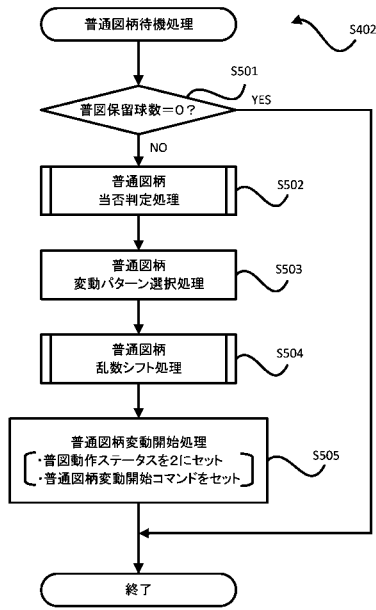 普通図柄待機処理
S402
S501
普図保留球数=0?
YES
NO
普通図柄
当否判定処理
S502
普通図柄
変動パターン選択処理
S503
普通図柄
乱数シフト処理
S504
普通図柄変動開始処理
・普図動作ステータスを2にセット
・普通図柄変動開始コマンドをセット
S505
終了